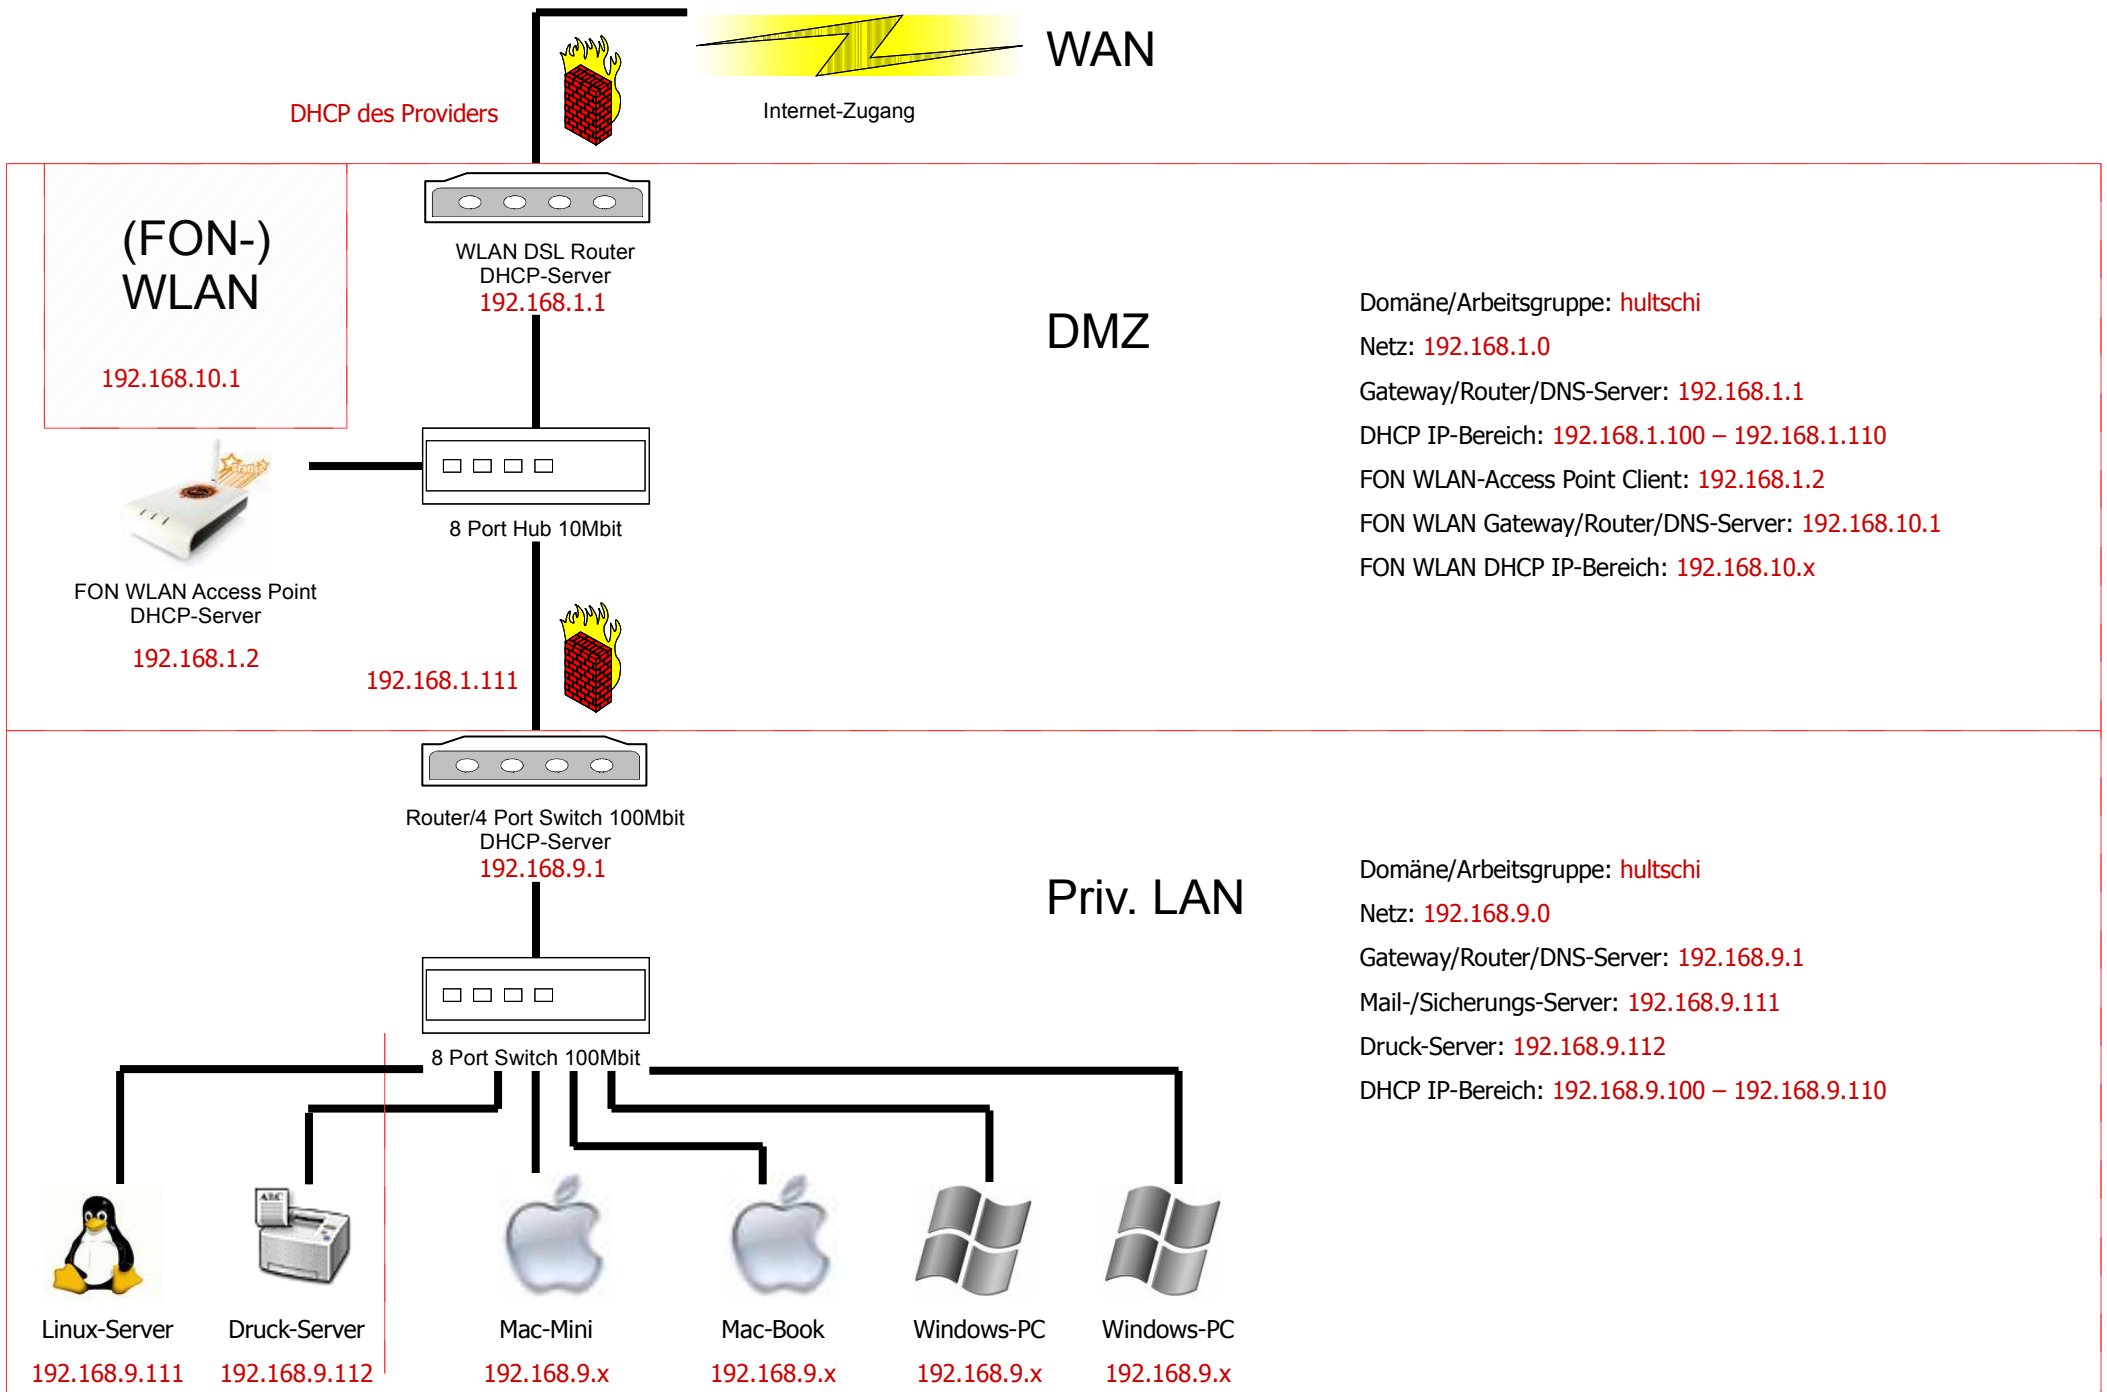 WAN
DHCP des Providers
Internet-Zugang
(FON-)
WLAN
192.168.10.1
WLAN DSL Router
DHCP-Server
192.168.1.1
DMZ
Domäne/Arbeitsgruppe: hultschi
Netz: 192.168.1.0
Gateway/Router/DNS-Server: 192.168.1.1
DHCP IP-Bereich: 192.168.1.100 – 192.168.1.110
FON WLAN-Access Point Client: 192.168.1.2
FON WLAN Gateway/Router/DNS-Server: 192.168.10.1
FON WLAN DHCP IP-Bereich: 192.168.10.x
Gratis
8 Port Hub 10Mbit
FON WLAN Access Point
DHCP-Server
192.168.1.2
192.168.1.111
Router/4 Port Switch 100Mbit
DHCP-Server
192.168.9.1
Priv. LAN
Domäne/Arbeitsgruppe: hultschi
Netz: 192.168.9.0
Gateway/Router/DNS-Server: 192.168.9.1
Mail-/Sicherungs-Server: 192.168.9.111
Druck-Server: 192.168.9.112
DHCP IP-Bereich: 192.168.9.100 – 192.168.9.110
8 Port Switch 100Mbit
ABC
Linux-Server
192.168.9.111
Druck-Server
192.168.9.112
Mac-Mini
192.168.9.x
Mac-Book
192.168.9.x
Windows-PC
192.168.9.x
Windows-PC
192.168.9.x